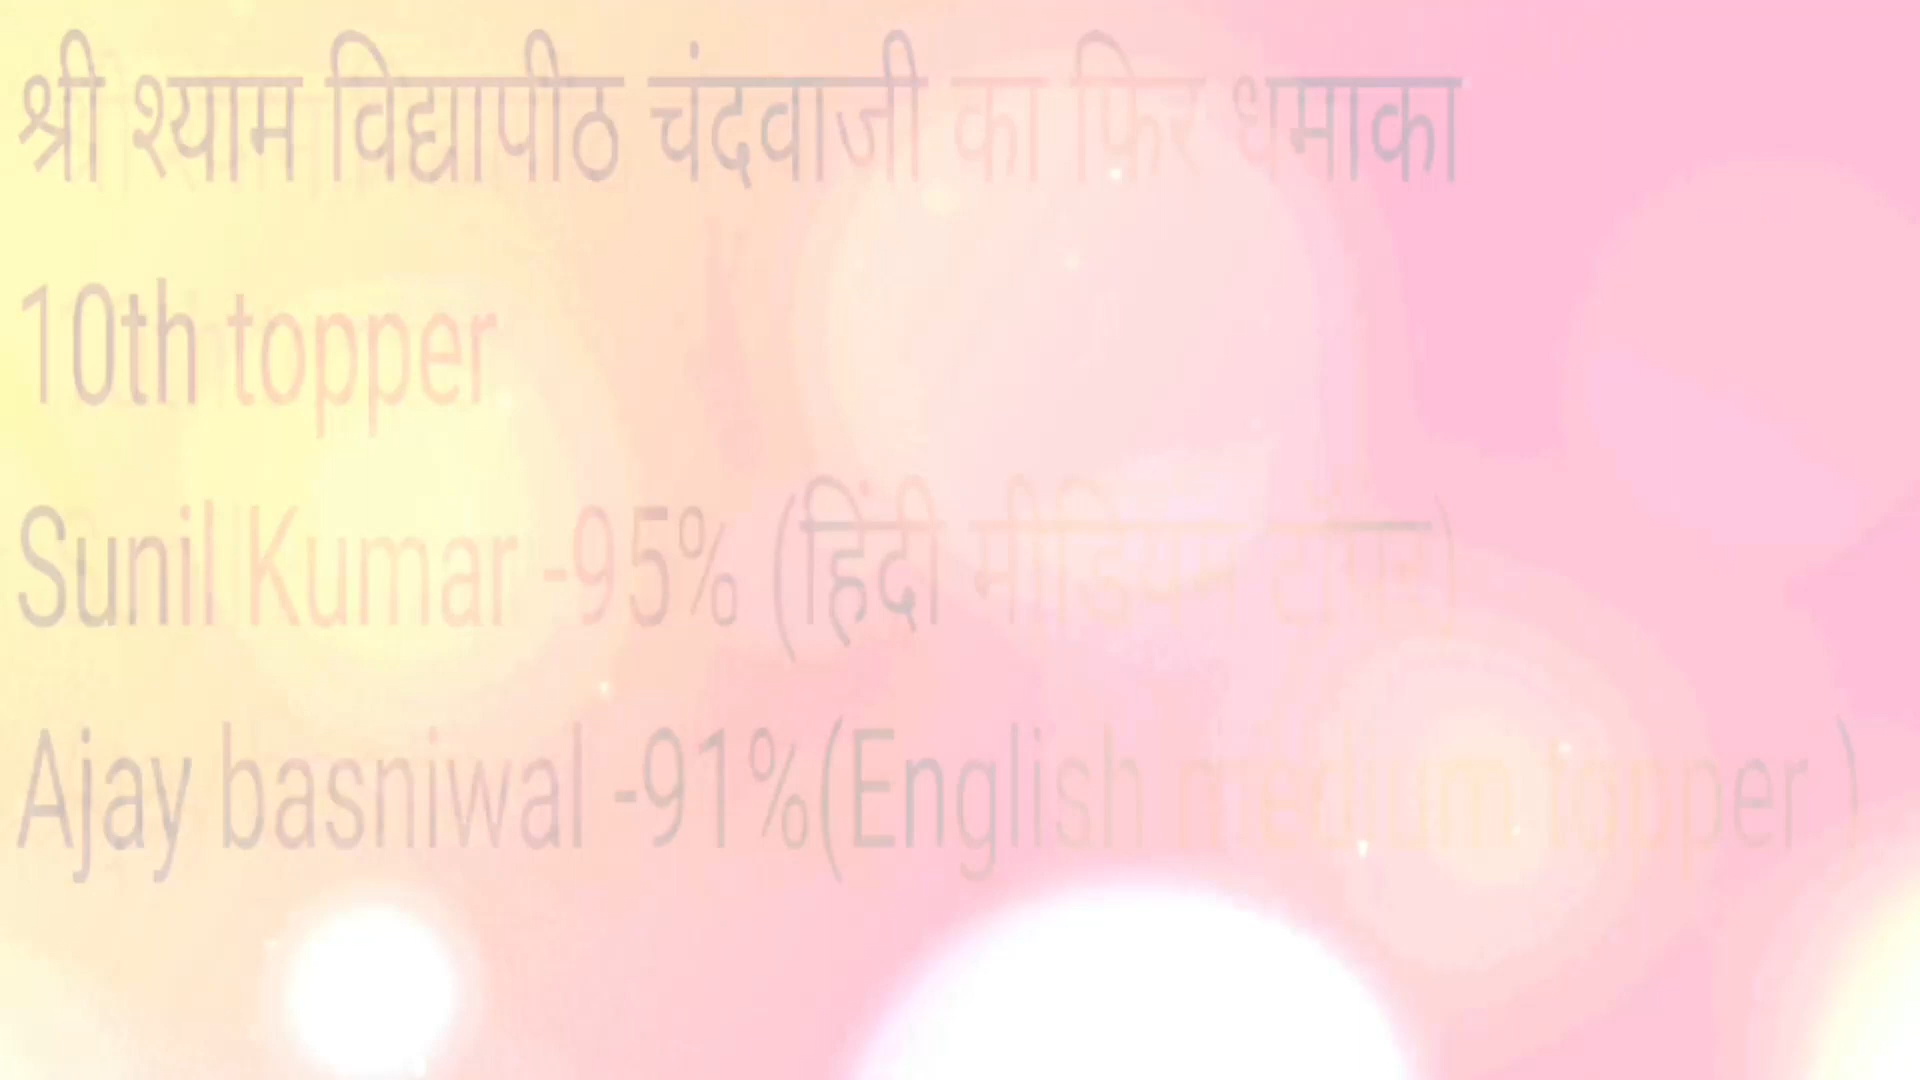 श्री श्याम विद्यापीठ चंदवाजी का फिर धमाका
10th topper
Sunil Kumar -95% (हिंदी मीडियम टॉपर)
Ajay basniwal -91%(English medium topper )